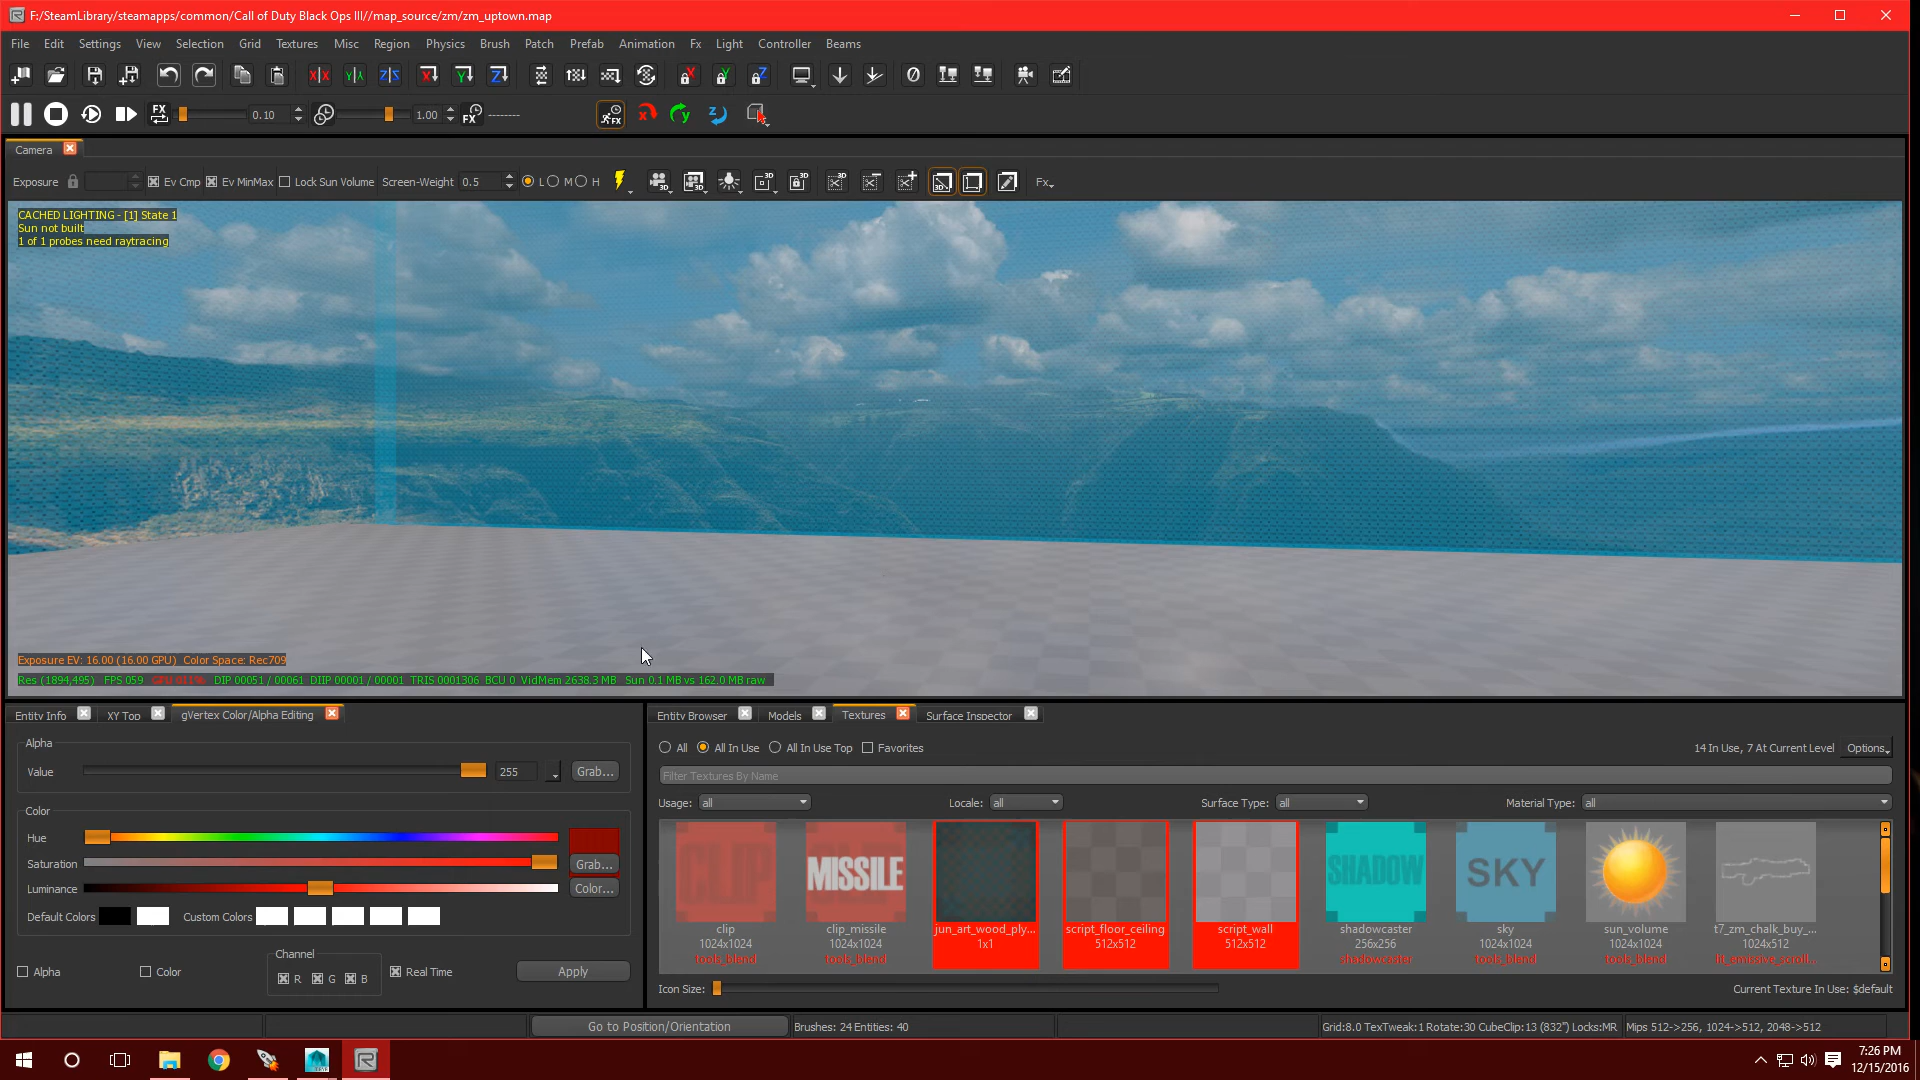 F:/SteamLibrary/steamapps/common/Call of Duty Black Ops III//map_source/zm/zm_uptown.map
File Edit Settings View Selection Grid Textures Misc Region Physics Brush Patch Prefab Animation Fx Light Controller Beams
FX 0.10 1.00 FX --------
Camera
Exposure Ev Cmp Ev MinMax Lock Sun Volume Screen-Weight 0.5 L M H Fx
CACHED LIGHTING - [1] State 1
Sun not built
1 of 1 probes need raytracing
Exposure EV: 16.00 (16.00 GPU) Color Space: Rec709
Res (1894,495) FPS 059 GPU 011% DIP 00051 / 00061 DIIP 00001 / 00001 TRIS 0001306 BCU 0 VidMem 2638.3 MB Sun 0.1 MB vs 162.0 MB raw
Entity Info XY Top gVertex Color/Alpha Editing
Alpha
Value 255 Grab...
Color
Hue
Saturation Grab...
Luminance Color...
Default Colors Custom Colors
Channel
Alpha Color R G B Real Time Apply
Entity Browser Models Textures Surface Inspector
All All In Use All In Use Top Favorites 14 In Use, 7 At Current Level Options
Filter Textures By Name
Usage: all Locale: all Surface Type: all Material Type: all
CLIP MISSILE SHADOW SKY
clip clip_missile jun_art_wood_ply... script_floor_ceiling script_wall shadowcaster sky sun_volume t7_zm_chalk_buy_...
1024x1024 1024x1024 1x1 512x512 512x512 256x256 1024x1024 1024x1024 1024x512
tools_blend tools_blend shadowcaster tools_blend tools_blend lit_emissive_scroll...
Icon Size: Current Texture In Use: $default
Go to Position/Orientation Brushes: 24 Entities: 40 Grid:8.0 TexTweak:1 Rotate:30 CubeClip:13 (832") Locks:MR Mips 512->256, 1024->512, 2048->512
7:26 PM
12/15/2016